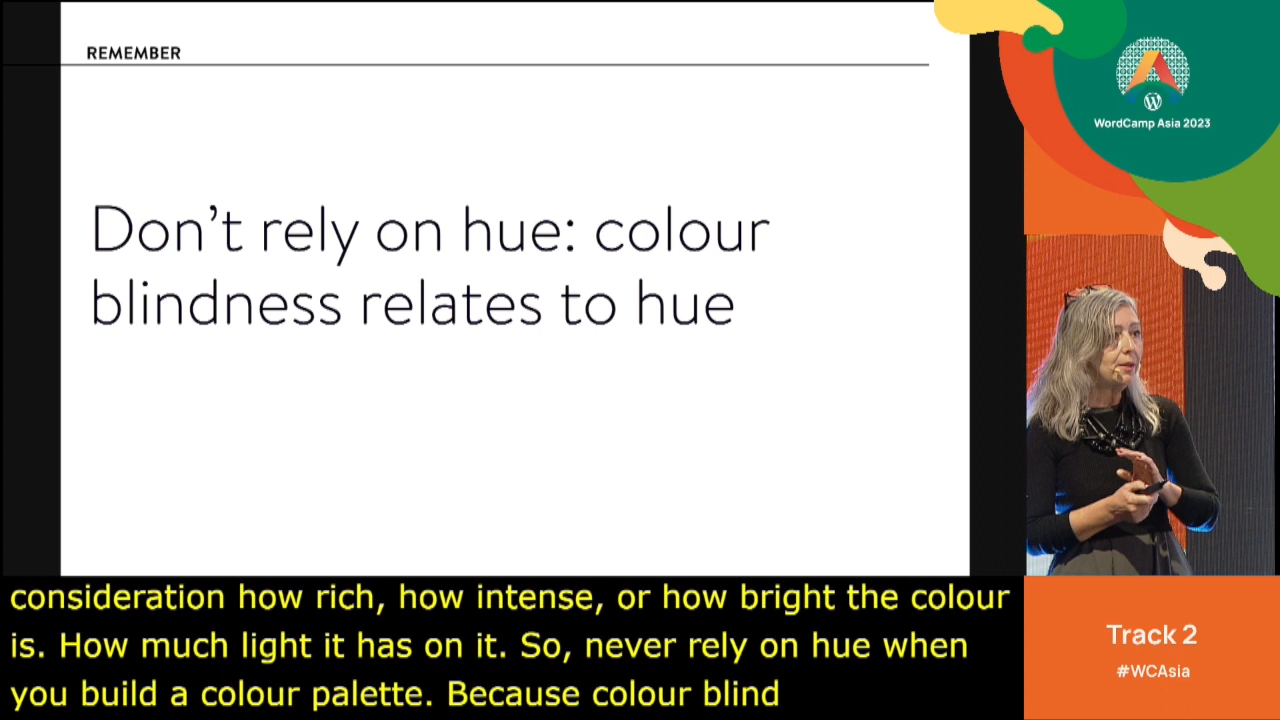 REMEMBER
Don’t rely on hue: colour
blindness relates to hue
WordCamp Asia 2023
consideration how rich, how intense, or how bright the colour
is. How much light it has on it. So, never rely on hue when
you build a colour palette. Because colour blind
Track 2
#WCAsia